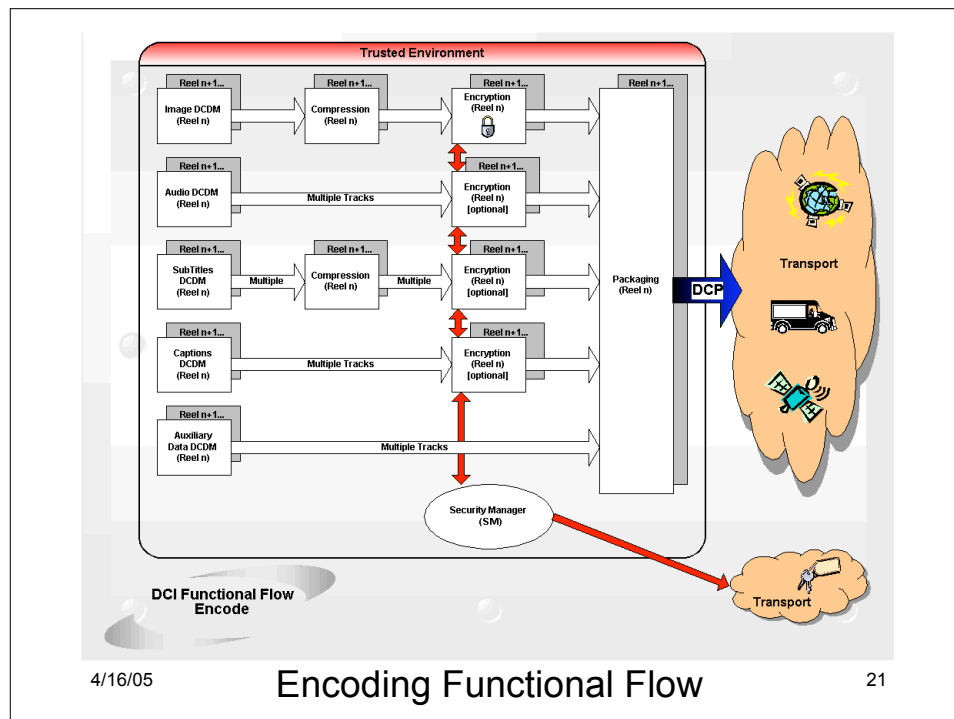 Trusted Environment
Reel n+1...
Image DCDM
(Reel n)
Reel n+1...
Compression
(Reel n)
Reel n+1...
Encryption
(Reel n)
Reel n+1...
Packaging
(Reel n)
Reel n+1...
Audio DCDM
(Reel n)
Multiple Tracks
Reel n+1...
Encryption
(Reel n)
[optional]
Reel n+1...
SubTitles
DCDM
(Reel n)
Multiple
Reel n+1...
Compression
(Reel n)
Multiple
Reel n+1...
Encryption
(Reel n)
[optional]
DCP
Transport
Reel n+1...
Captions
DCDM
(Reel n)
Multiple Tracks
Reel n+1...
Encryption
(Reel n)
[optional]
Reel n+1...
Auxiliary
Data DCDM
(Reel n)
Multiple Tracks
Security Manager
(SM)
Transport
DCI Functional Flow
Encode
4/16/05
Encoding Functional Flow
21